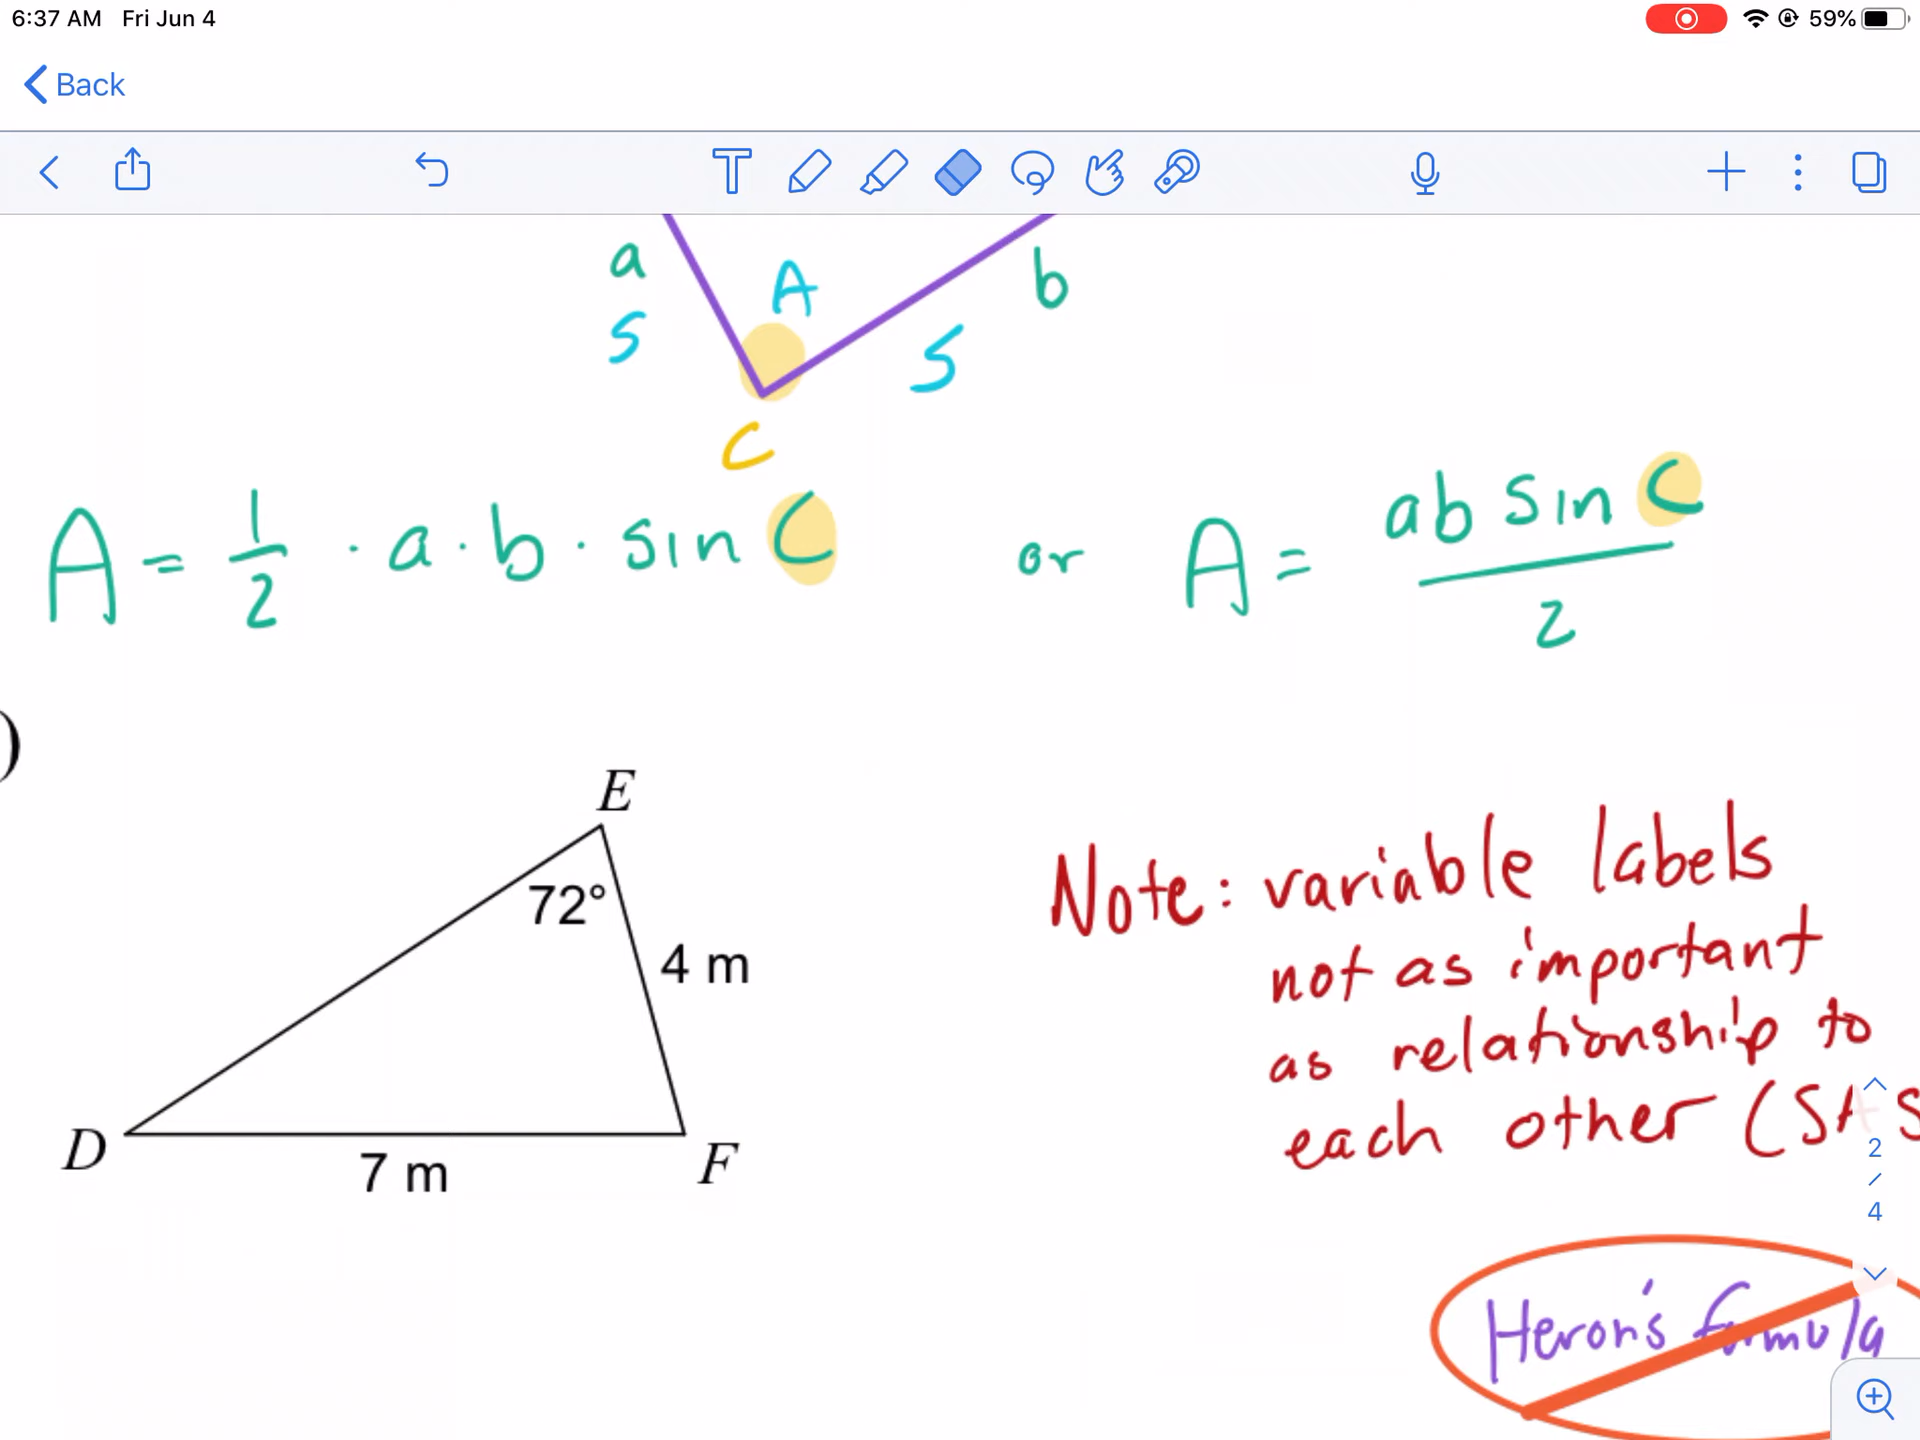 6:37 AM Fri Jun 4
59%
Back
a
A
b
S
S
C
A = 1/2 · a · b · sin C or A = ab sin C / 2
)
E
72°
4 m
D
7 m
F
Note: variable labels
not as important
as relationship to
each other (SAS
2
/
4
Heron's formula